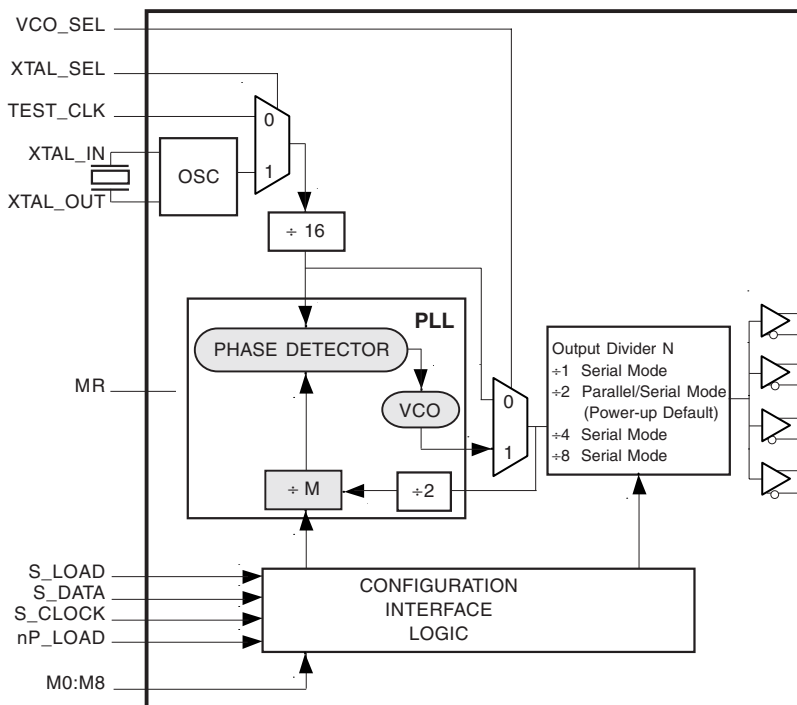 VCO_SEL
XTAL_SEL
TEST_CLK
0
XTAL_IN
OSC
1
XTAL_OUT
÷ 16
PLL
PHASE DETECTOR
Output Divider N
÷1 Serial Mode
÷2 Parallel/Serial Mode
(Power-up Default)
÷4 Serial Mode
÷8 Serial Mode
MR
VCO
0
1
÷ M
÷2
S_LOAD
S_DATA
S_CLOCK
nP_LOAD
CONFIGURATION
INTERFACE
LOGIC
M0:M8